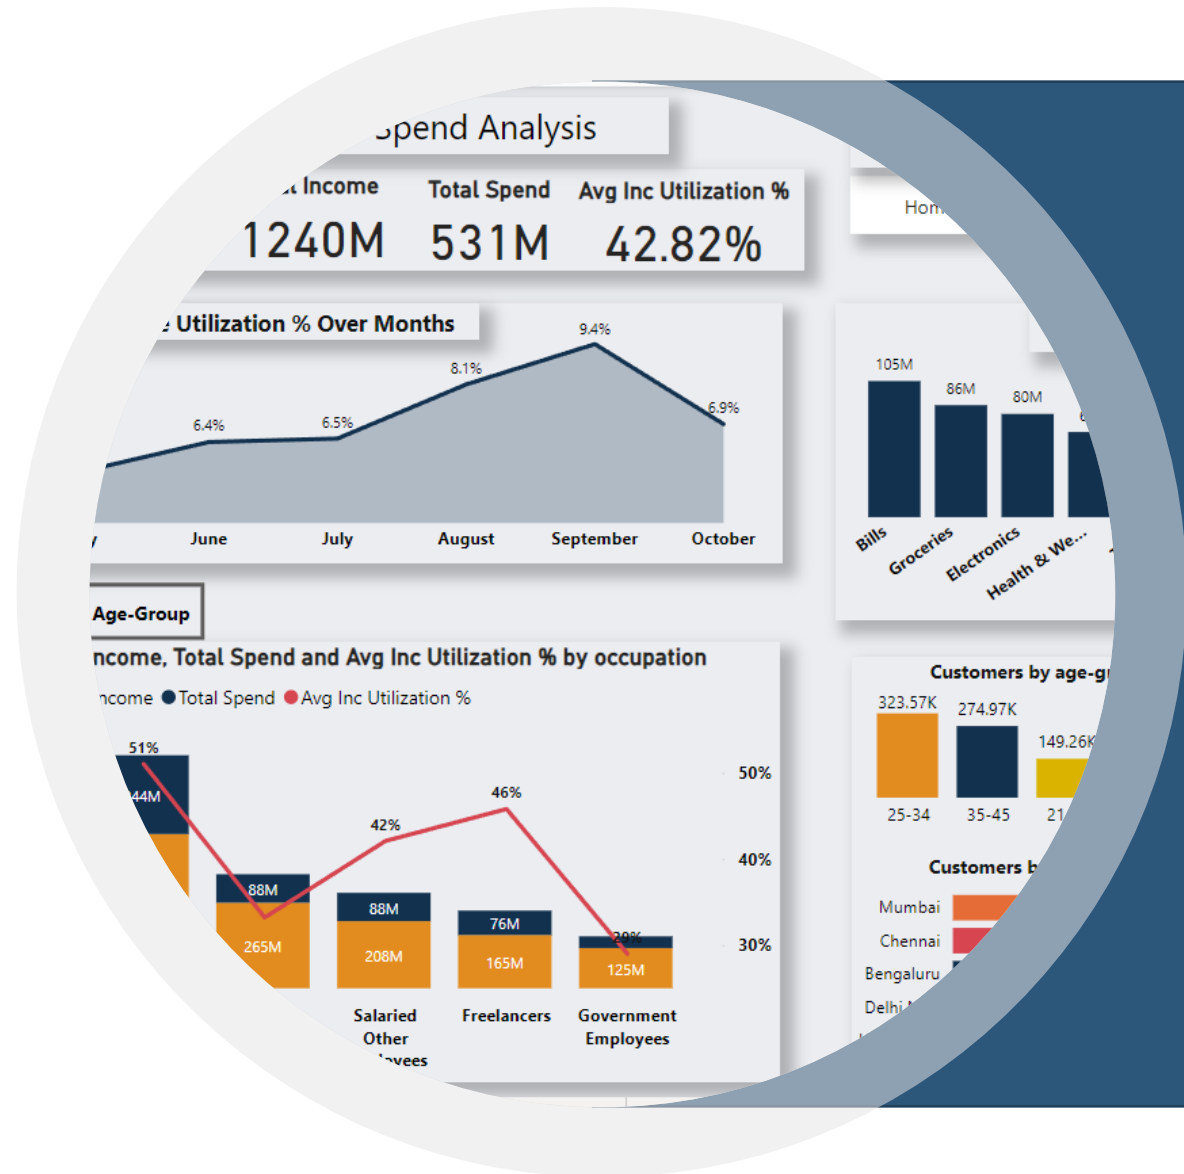 Spend Analysis
Income
Total Spend
Avg Inc Utilization %
1240M
531M
42.82%
Utilization % Over Months
6.4%
6.5%
8.1%
9.4%
6.9%
June
July
August
September
October
105M
86M
80M
Bills
Groceries
Electronics
Health & We...
Age-Group
Total Spend and Avg Inc Utilization % by occupation
Total Spend
Avg Inc Utilization %
51%
42%
46%
29%
50%
40%
30%
88M
265M
88M
208M
76M
165M
125M
Salaried
Other
Freelancers
Government
Employees
Customers by
323.57K
274.97K
149.26K
25-34
35-45
Customers
Mumbai
Chennai
Bengaluru
Delhi